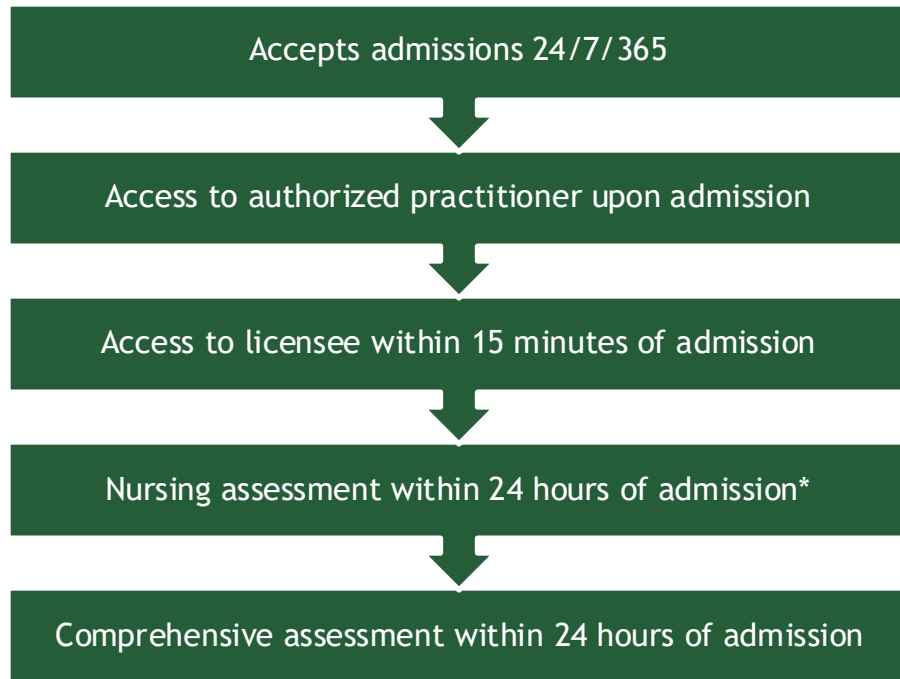 Accepts admissions 24/7/365
Access to authorized practitioner upon admission
Access to licensee within 15 minutes of admission
Nursing assessment within 24 hours of admission*
Comprehensive assessment within 24 hours of admission